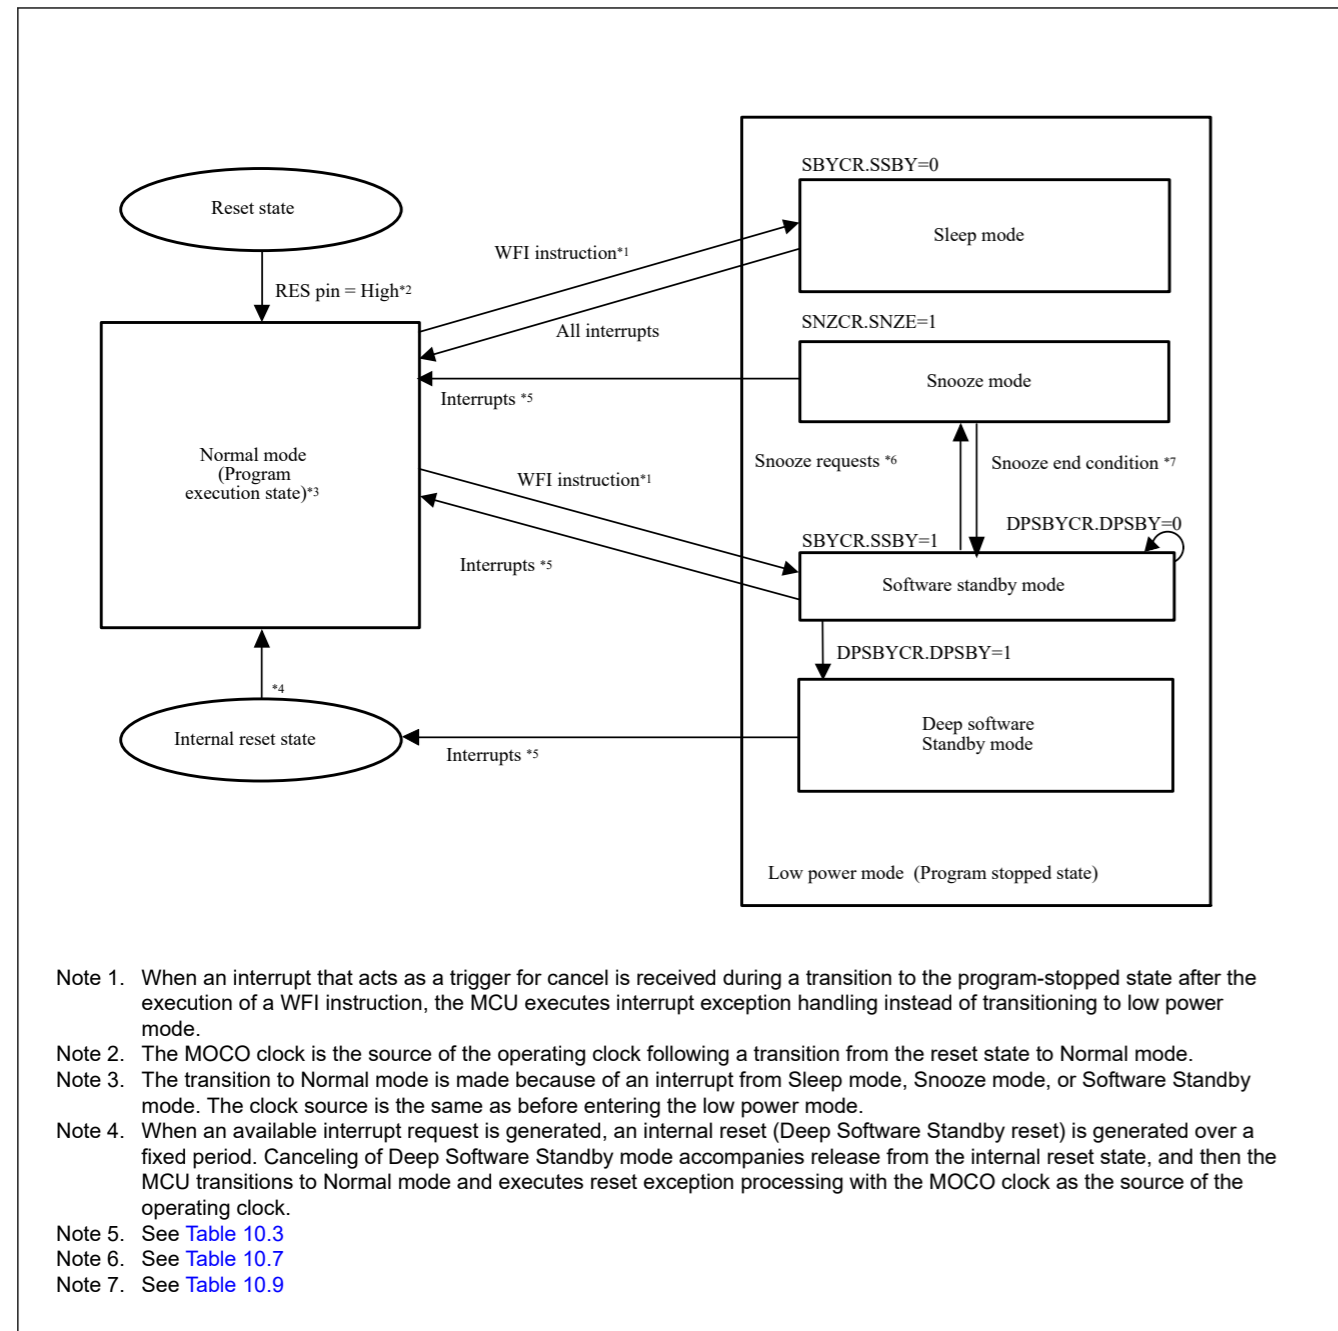 SBYCR.SSBY=0
Reset state
Sleep mode
WFI instruction*1
RES pin = High*2
All interrupts
SNZCR.SNZE=1
Snooze mode
Interrupts *5
Normal mode
(Program
execution state)*3
Snooze requests *6
Snooze end condition *7
WFI instruction*1
DPSBYCR.DPSBY=0
SBYCR.SSBY=1
Interrupts *5
Software standby mode
DPSBYCR.DPSBY=1
*4
Internal reset state
Deep software
Standby mode
Interrupts *5
Low power mode (Program stopped state)
Note 1. When an interrupt that acts as a trigger for cancel is received during a transition to the program-stopped state after the
execution of a WFI instruction, the MCU executes interrupt exception handling instead of transitioning to low power
mode.
Note 2. The MOCO clock is the source of the operating clock following a transition from the reset state to Normal mode.
Note 3. The transition to Normal mode is made because of an interrupt from Sleep mode, Snooze mode, or Software Standby
mode. The clock source is the same as before entering the low power mode.
Note 4. When an available interrupt request is generated, an internal reset (Deep Software Standby reset) is generated over a
fixed period. Canceling of Deep Software Standby mode accompanies release from the internal reset state, and then the
MCU transitions to Normal mode and executes reset exception processing with the MOCO clock as the source of the
operating clock.
Note 5. See Table 10.3
Note 6. See Table 10.7
Note 7. See Table 10.9